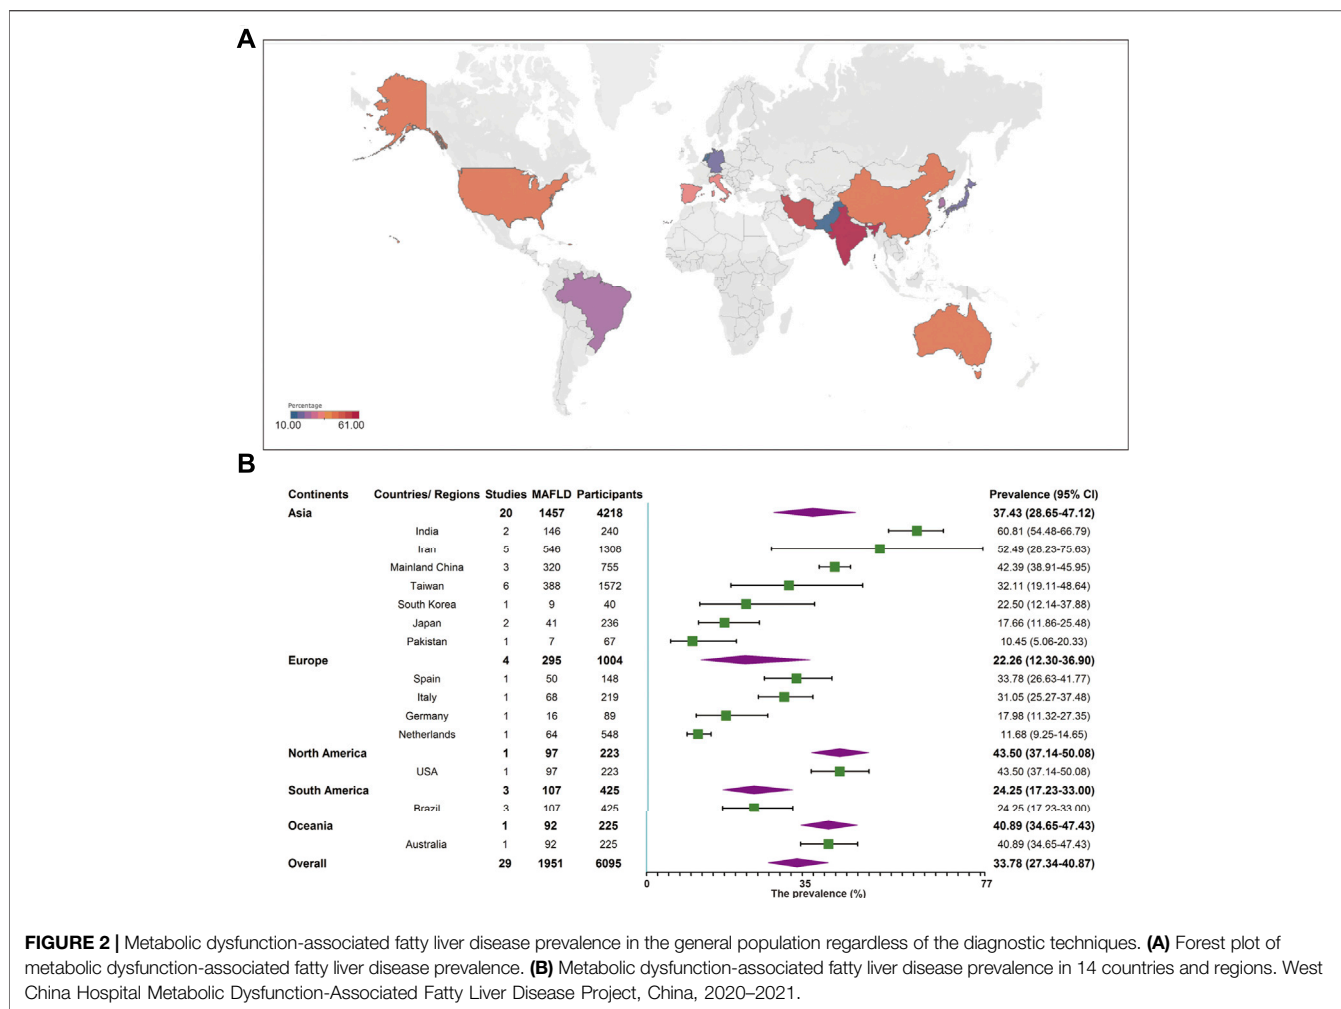 A
Percentage
10.00 61.00
B
Continents Countries/ Regions Studies MAFLD Participants Prevalence (95% CI)
Asia 20 1457 4218 37.43 (28.65-47.12)
India 2 146 240 60.81 (54.48-66.79)
Iran 5 546 1308 52.49 (28.23-75.63)
Mainland China 3 320 755 42.39 (38.91-45.95)
Taiwan 6 388 1572 32.11 (19.11-48.64)
South Korea 1 9 40 22.50 (12.14-37.88)
Japan 2 41 236 17.66 (11.86-25.48)
Pakistan 1 7 67 10.45 (5.06-20.33)
Europe 4 295 1004 22.26 (12.30-36.90)
Spain 1 50 148 33.78 (26.63-41.77)
Italy 1 68 219 31.05 (25.27-37.48)
Germany 1 16 89 17.98 (11.32-27.35)
Netherlands 1 64 548 11.68 (9.25-14.65)
North America 1 97 223 43.50 (37.14-50.08)
USA 1 97 223 43.50 (37.14-50.08)
South America 3 107 425 24.25 (17.23-33.00)
Brazil 3 107 425 24.25 (17.23-33.00)
Oceania 1 92 225 40.89 (34.65-47.43)
Australia 1 92 225 40.89 (34.65-47.43)
Overall 29 1951 6095 33.78 (27.34-40.87)
0 35 77
The prevalence (%)
FIGURE 2 | Metabolic dysfunction-associated fatty liver disease prevalence in the general population regardless of the diagnostic techniques. (A) Forest plot of
metabolic dysfunction-associated fatty liver disease prevalence. (B) Metabolic dysfunction-associated fatty liver disease prevalence in 14 countries and regions. West
China Hospital Metabolic Dysfunction-Associated Fatty Liver Disease Project, China, 2020–2021.